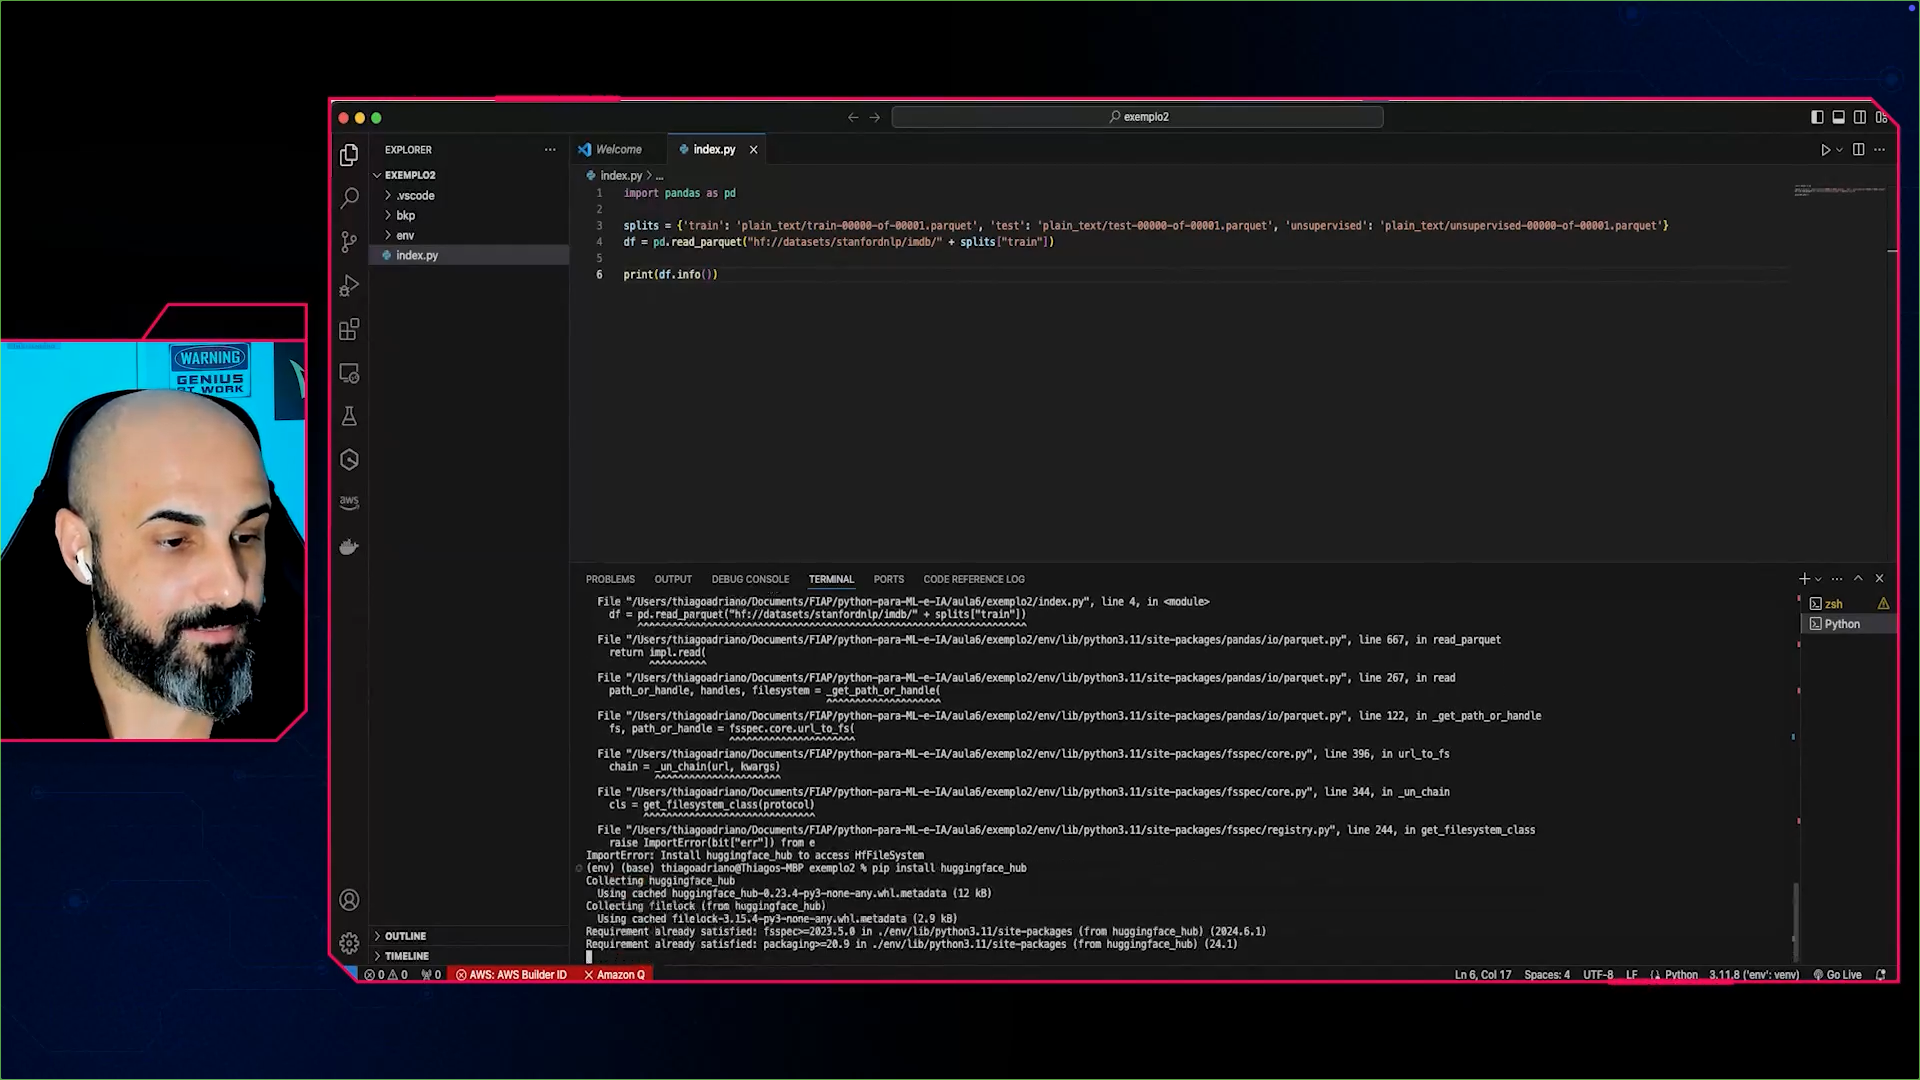 exemplo2
EXPLORER
Welcome
index.py
EXEMPLO2
.vscode
bkp
env
index.py
index.py > ...
1 import pandas as pd
2
3 splits = {'train': 'plain_text/train-00000-of-00001.parquet', 'test': 'plain_text/test-00000-of-00001.parquet', 'unsupervised': 'plain_text/unsupervised-00000-of-00001.parquet'}
4 df = pd.read_parquet("hf://datasets/stanfordnlp/imdb/" + splits["train"])
5
6 print(df.info())
WARNING
GENIUS
AT WORK
aws
PROBLEMS OUTPUT DEBUG CONSOLE TERMINAL PORTS CODE REFERENCE LOG
zsh
Python
File "/Users/thiagoadriano/Documents/FIAP/python-para-ML-e-IA/aula6/exemplo2/index.py", line 4, in <module>
df = pd.read_parquet("hf://datasets/stanfordnlp/imdb/" + splits["train"])
^^^^^^^^^^^^^^^^^^^^^^^^^^^^^^^^^^^^^^^^^^^^^^^^^^^^^^^^^^^^^^^^^^^^
File "/Users/thiagoadriano/Documents/FIAP/python-para-ML-e-IA/aula6/exemplo2/env/lib/python3.11/site-packages/pandas/io/parquet.py", line 667, in read_parquet
return impl.read(
^^^^^^^^^^
File "/Users/thiagoadriano/Documents/FIAP/python-para-ML-e-IA/aula6/exemplo2/env/lib/python3.11/site-packages/pandas/io/parquet.py", line 267, in read
path_or_handle, handles, filesystem = _get_path_or_handle(
^^^^^^^^^^^^^^^^^^^^
File "/Users/thiagoadriano/Documents/FIAP/python-para-ML-e-IA/aula6/exemplo2/env/lib/python3.11/site-packages/pandas/io/parquet.py", line 122, in _get_path_or_handle
fs, path_or_handle = fsspec.core.url_to_fs(
^^^^^^^^^^^^^^^^^^^^^^
File "/Users/thiagoadriano/Documents/FIAP/python-para-ML-e-IA/aula6/exemplo2/env/lib/python3.11/site-packages/fsspec/core.py", line 396, in url_to_fs
chain = _un_chain(url, kwargs)
^^^^^^^^^^^^^^^^^^^^^^
File "/Users/thiagoadriano/Documents/FIAP/python-para-ML-e-IA/aula6/exemplo2/env/lib/python3.11/site-packages/fsspec/core.py", line 344, in _un_chain
cls = get_filesystem_class(protocol)
^^^^^^^^^^^^^^^^^^^^^^^^^^^^^^
File "/Users/thiagoadriano/Documents/FIAP/python-para-ML-e-IA/aula6/exemplo2/env/lib/python3.11/site-packages/fsspec/registry.py", line 244, in get_filesystem_class
raise ImportError(bit["err"]) from e
ImportError: Install huggingface_hub to access HfFileSystem
(env) (base) thiagoadriano@Thiagos-MBP exemplo2 % pip install huggingface_hub
Collecting huggingface_hub
Using cached huggingface_hub-0.23.4-py3-none-any.whl.metadata (12 kB)
Collecting filelock (from huggingface_hub)
Using cached filelock-3.15.4-py3-none-any.whl.metadata (2.9 kB)
Requirement already satisfied: fsspec>=2023.5.0 in ./env/lib/python3.11/site-packages (from huggingface_hub) (2024.6.1)
Requirement already satisfied: packaging>=20.9 in ./env/lib/python3.11/site-packages (from huggingface_hub) (24.1)
OUTLINE
TIMELINE
0 0 0 AWS: AWS Builder ID Amazon Q Ln 6, Col 17 Spaces: 4 UTF-8 LF Python 3.11.8 ('env': venv) Go Live